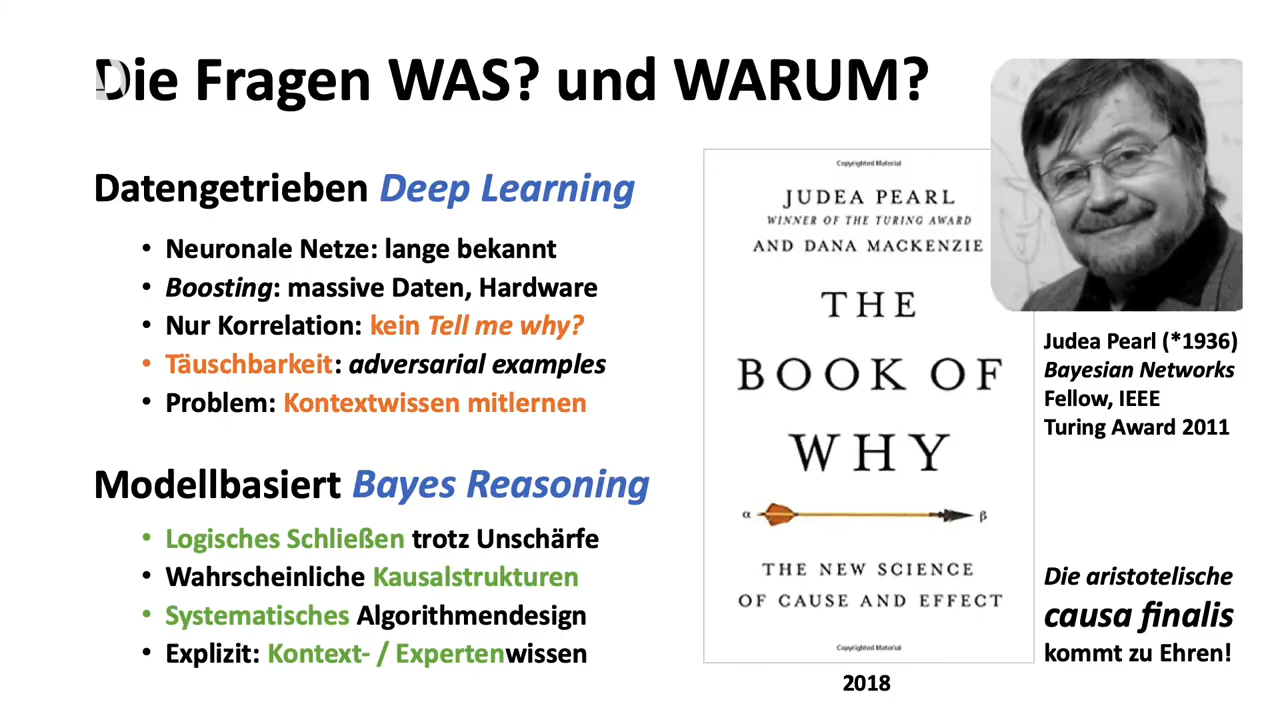 Die Fragen WAS? und WARUM?
Datengetrieben Deep Learning
• Neuronale Netze: lange bekannt
• Boosting: massive Daten, Hardware
• Nur Korrelation: kein Tell me why?
• Täuschbarkeit: adversarial examples
• Problem: Kontextwissen mitlernen
Modellbasiert Bayes Reasoning
• Logisches Schließen trotz Unschärfe
• Wahrscheinliche Kausalstrukturen
• Systematisches Algorithmendesign
• Explizit: Kontext- / Expertenwissen
Copyrighted Material
JUDEA PEARL
WINNER OF THE TURING AWARD
AND DANA MACKENZIE
THE
BOOK OF
WHY
α β
THE NEW SCIENCE
OF CAUSE AND EFFECT
Copyrighted Material
2018
Judea Pearl (*1936)
Bayesian Networks
Fellow, IEEE
Turing Award 2011
Die aristotelische
causa finalis
kommt zu Ehren!